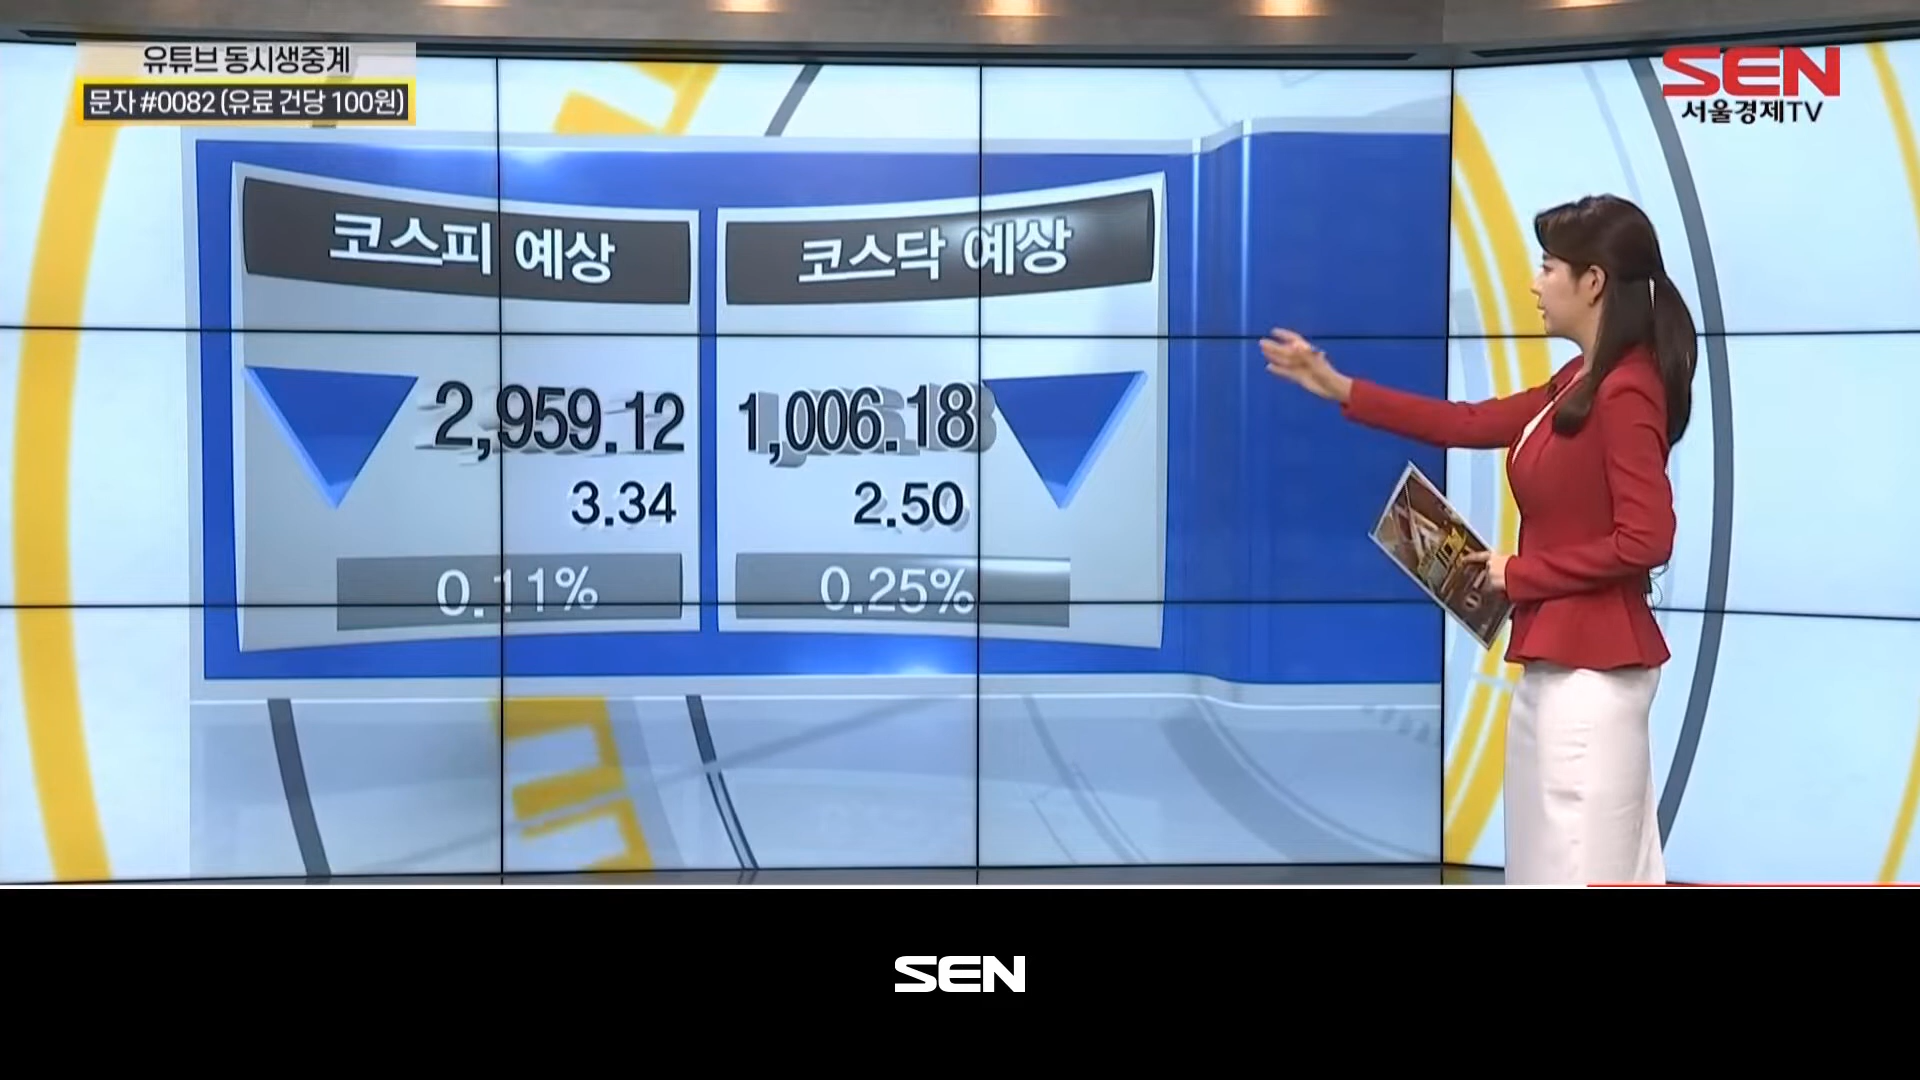 유튜브 동시생중계
문자 #0082 (유료 건당 100원)
SEN
서울경제TV
코스피 예상
코스닥 예상
2,959.12
1,006.18
3.34
2.50
0.11%
0.25%
SEN